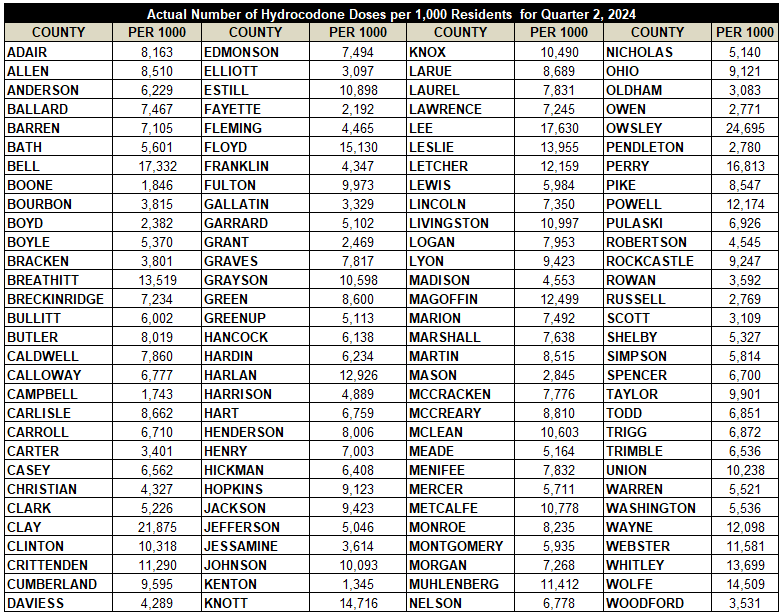 Actual Number of Hydrocodone Doses per 1,000 Residents for Quarter 2, 2024
COUNTY PER 1000 COUNTY PER 1000 COUNTY PER 1000 COUNTY PER 1000
ADAIR 8,163 EDMONSON 7,494 KNOX 10,490 NICHOLAS 5,140
ALLEN 8,510 ELLIOTT 3,097 LARUE 8,689 OHIO 9,121
ANDERSON 6,229 ESTILL 10,898 LAUREL 7,831 OLDHAM 3,083
BALLARD 7,467 FAYETTE 2,192 LAWRENCE 7,245 OWEN 2,771
BARREN 7,105 FLEMING 4,465 LEE 17,630 OWSLEY 24,695
BATH 5,601 FLOYD 15,130 LESLIE 13,955 PENDLETON 2,780
BELL 17,332 FRANKLIN 4,347 LETCHER 12,159 PERRY 16,813
BOONE 1,846 FULTON 9,973 LEWIS 5,984 PIKE 8,547
BOURBON 3,815 GALLATIN 3,329 LINCOLN 7,350 POWELL 12,174
BOYD 2,382 GARRARD 5,102 LIVINGSTON 10,997 PULASKI 6,926
BOYLE 5,370 GRANT 2,469 LOGAN 7,953 ROBERTSON 4,545
BRACKEN 3,801 GRAVES 7,817 LYON 9,423 ROCKCASTLE 9,247
BREATHITT 13,519 GRAYSON 10,598 MADISON 4,553 ROWAN 3,592
BRECKINRIDGE 7,234 GREEN 8,600 MAGOFFIN 12,499 RUSSELL 2,769
BULLITT 6,002 GREENUP 5,113 MARION 7,492 SCOTT 3,109
BUTLER 8,019 HANCOCK 6,138 MARSHALL 7,638 SHELBY 5,327
CALDWELL 7,860 HARDIN 6,234 MARTIN 8,515 SIMPSON 5,814
CALLOWAY 6,777 HARLAN 12,926 MASON 2,845 SPENCER 6,700
CAMPBELL 1,743 HARRISON 4,889 MCCRACKEN 7,776 TAYLOR 9,901
CARLISLE 8,662 HART 6,759 MCCREARY 8,810 TODD 6,851
CARROLL 6,710 HENDERSON 8,006 MCLEAN 10,603 TRIGG 6,872
CARTER 3,401 HENRY 7,003 MEADE 5,164 TRIMBLE 6,536
CASEY 6,562 HICKMAN 6,408 MENIFEE 7,832 UNION 10,238
CHRISTIAN 4,327 HOPKINS 9,123 MERCER 5,711 WARREN 5,521
CLARK 5,226 JACKSON 9,423 METCALFE 10,778 WASHINGTON 5,536
CLAY 21,875 JEFFERSON 5,046 MONROE 8,235 WAYNE 12,098
CLINTON 10,318 JESSAMINE 3,614 MONTGOMERY 5,935 WEBSTER 11,581
CRITTENDEN 11,290 JOHNSON 10,093 MORGAN 7,268 WHITLEY 13,699
CUMBERLAND 9,595 KENTON 1,345 MUHLENBERG 11,412 WOLFE 14,509
DAVIESS 4,289 KNOTT 14,716 NELSON 6,778 WOODFORD 3,531